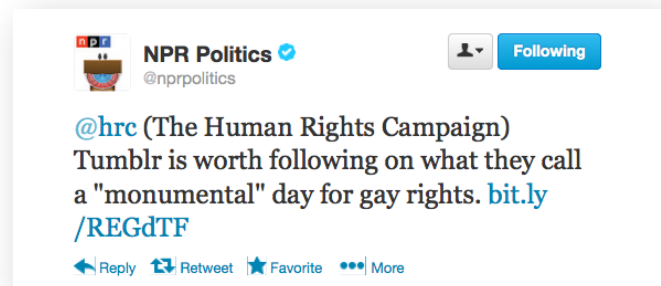 npr
NPR Politics
Following
@nprpolitics
@hrc (The Human Rights Campaign)
Tumblr is worth following on what they call
a "monumental" day for gay rights. bit.ly
/REGdTF
Reply Retweet Favorite More